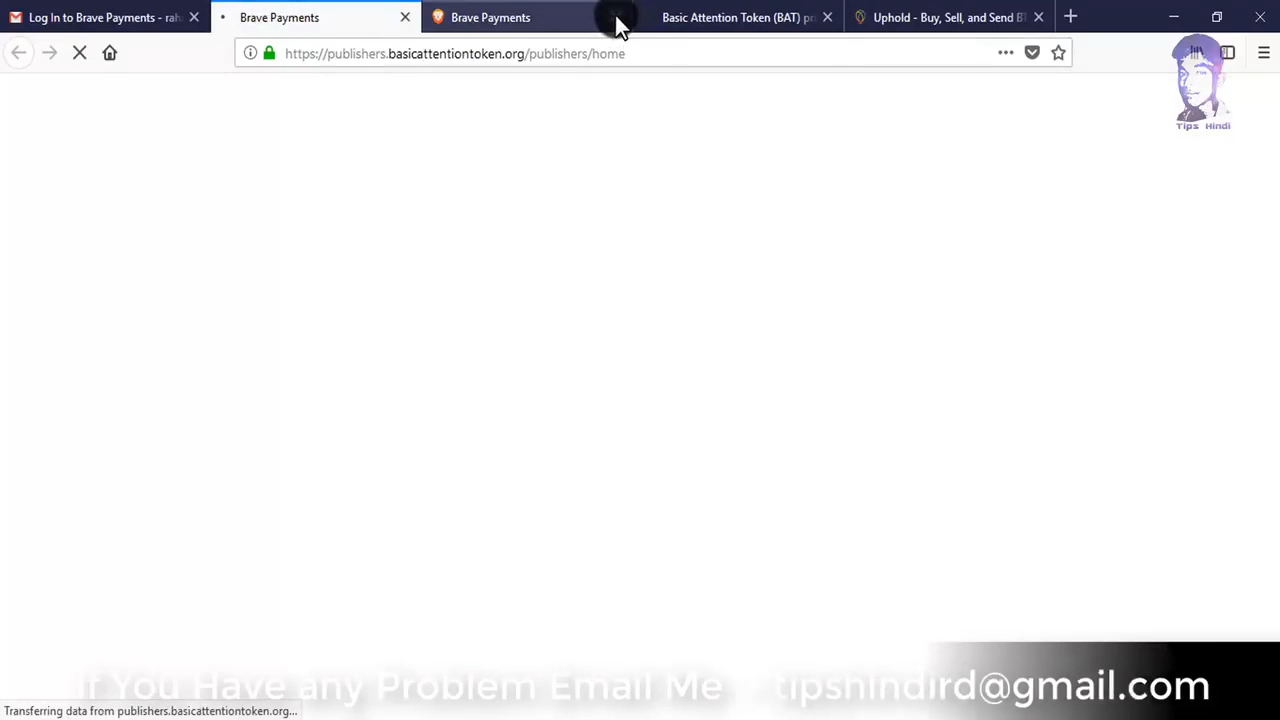 Log In to Brave Payments - rah
Brave Payments
Brave Payments
Basic Attention Token (BAT) pr
Uphold - Buy, Sell, and Send BT
https://publishers.basicattentiontoken.org/publishers/home
Tips Hindi
If You Have any Problem Email Me - tipshindird@gmail.com
Transferring data from publishers.basicattentiontoken.org...